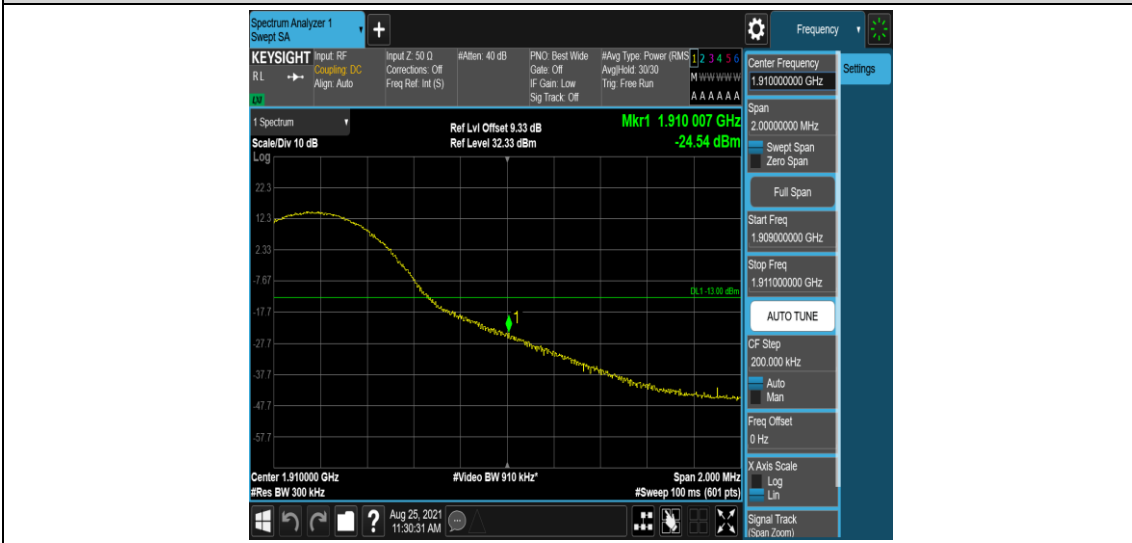 Spectrum Analyzer 1
Swept SA
+
Frequency
KEYSIGHT
RL
LXI
Input: RF
Coupling: DC
Align: Auto
Input Z: 50 Ω
Corrections: Off
Freq Ref: Int (S)
#Atten: 40 dB
PNO: Best Wide
Gate: Off
IF Gain: Low
Sig Track: Off
#Avg Type: Power (RMS
Avg|Hold: 30/30
Trig: Free Run
1 2 3 4 5 6
M W W W W W
A A A A A A
1 Spectrum
Scale/Div 10 dB
Log
Ref Lvl Offset 9.33 dB
Ref Level 32.33 dBm
Mkr1 1.910 007 GHz
-24.54 dBm
22.3
12.3
2.33
-7.67
-17.7
-27.7
-37.7
-47.7
-57.7
DL1 -13.00 dBm
1
Center 1.910000 GHz
#Res BW 300 kHz
#Video BW 910 kHz*
Span 2.000 MHz
#Sweep 100 ms (601 pts)
Center Frequency
1.910000000 GHz
Settings
Span
2.00000000 MHz
Swept Span
Zero Span
Full Span
Start Freq
1.909000000 GHz
Stop Freq
1.911000000 GHz
AUTO TUNE
CF Step
200.000 kHz
Auto
Man
Freq Offset
0 Hz
X Axis Scale
Log
Lin
Signal Track
(Span Zoom)
?
Aug 25, 2021
11:30:31 AM